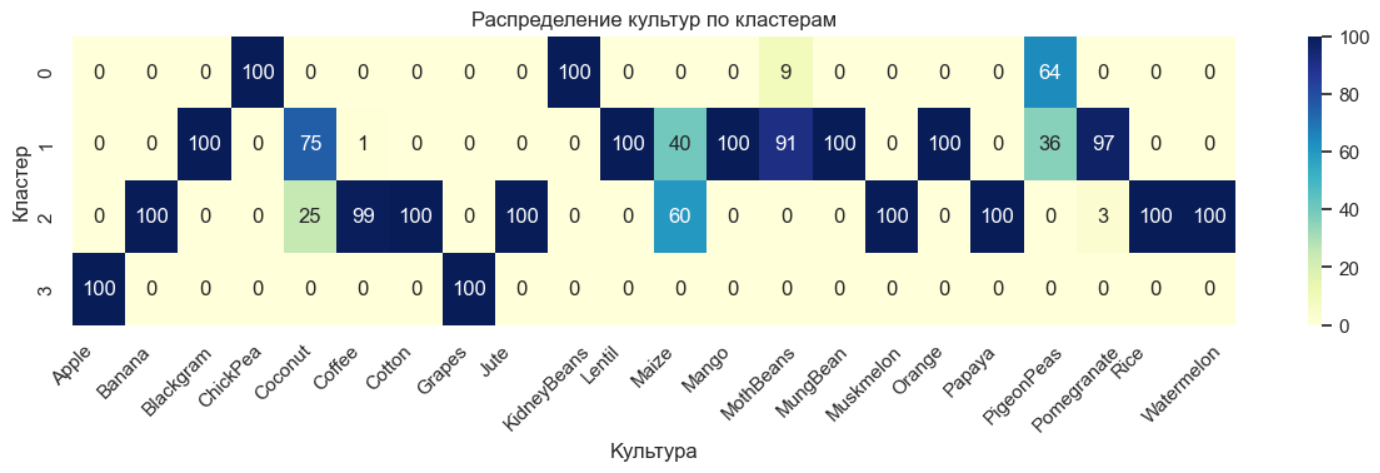 Распределение культур по кластерам
0 0 0 0 100 0 0 0 0 0 100 0 0 0 9 0 0 0 0 64 0 0 0
1 0 0 100 0 75 1 0 0 0 0 100 40 100 91 100 0 100 0 36 97 0 0
2 0 100 0 0 25 99 100 0 100 0 0 60 0 0 0 100 0 100 0 3 100 100
3 100 0 0 0 0 0 0 100 0 0 0 0 0 0 0 0 0 0 0 0 0 0
Кластер
Apple Banana Blackgram ChickPea Coconut Coffee Cotton Grapes Jute KidneyBeans Lentil Maize Mango MothBeans MungBean Muskmelon Orange Papaya PigeonPeas Pomegranate Rice Watermelon
Культура
100
80
60
40
20
0